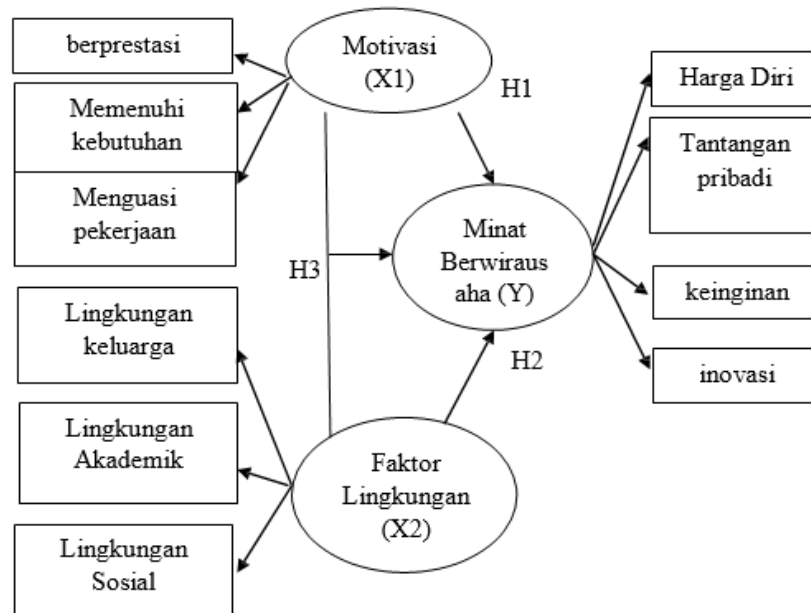 berprestasi
Memenuhi
kebutuhan
Menguasi
pekerjaan
Lingkungan
keluarga
Lingkungan
Akademik
Lingkungan
Sosial
Motivasi
(X1)
H1
H3
Minat
Berwiraus
aha (Y)
H2
Faktor
Lingkungan
(X2)
Harga Diri
Tantangan
pribadi
keinginan
inovasi